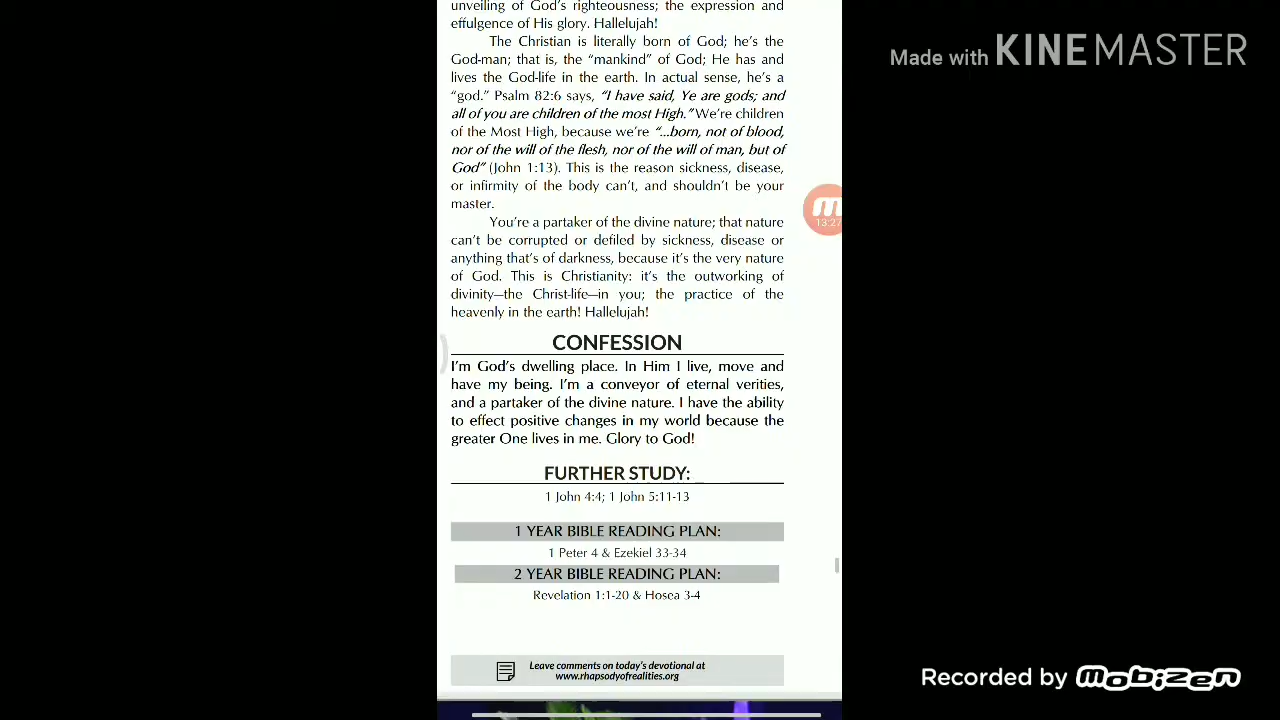 unveiling of God's righteousness; the expression and
effulgence of His glory. Hallelujah!
The Christian is literally born of God; he's the
God-man; that is, the “mankind” of God; He has and
lives the God-life in the earth. In actual sense, he's a
“god.” Psalm 82:6 says, “I have said, Ye are gods; and
all of you are children of the most High.” We're children
of the Most High, because we're “...born, not of blood,
nor of the will of the flesh, nor of the will of man, but of
God” (John 1:13). This is the reason sickness, disease,
or infirmity of the body can't, and shouldn't be your
master.
You're a partaker of the divine nature; that nature
can't be corrupted or defiled by sickness, disease or
anything that's of darkness, because it's the very nature
of God. This is Christianity: it's the outworking of
divinity—the Christ-life—in you; the practice of the
heavenly in the earth! Hallelujah!
CONFESSION
I'm God's dwelling place. In Him I live, move and
have my being. I'm a conveyor of eternal verities,
and a partaker of the divine nature. I have the ability
to effect positive changes in my world because the
greater One lives in me. Glory to God!
FURTHER STUDY:
1 John 4:4; 1 John 5:11-13
1 YEAR BIBLE READING PLAN:
1 Peter 4 & Ezekiel 33-34
2 YEAR BIBLE READING PLAN:
Revelation 1:1-20 & Hosea 3-4
Leave comments on today's devotional at
www.rhapsodyofrealities.org
Made with KINEMASTER
13:27
Recorded by mobizen